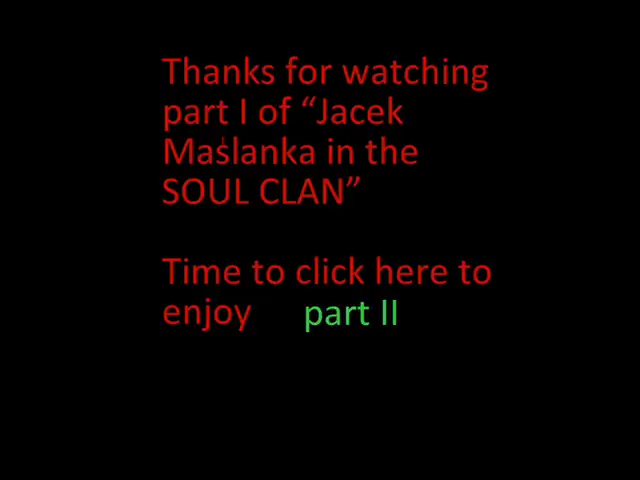 Thanks for watching
part I of “Jacek
Maślanka in the
SOUL CLAN”
Time to click here to
enjoy part II